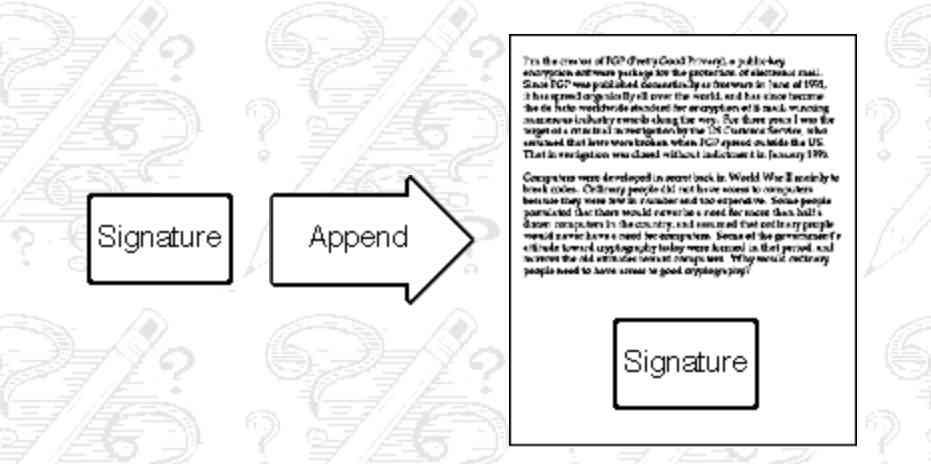 Signature
Append
I'm the creator of PGP (Pretty Good Privacy), a public-key
encryption software package for the protection of electronic mail.
Since PGP was published domestically as freeware in June of 1991,
it has spread organically all over the world, and has since become
the de facto worldwide standard for encryption of E-mail, winning
numerous industry awards along the way. For three years I was the
target of a criminal investigation by the US Customs Service, who
assumed that laws were broken when PGP spread outside the US.
That investigation was closed without indictment in January 1996.
Computers were developed in secret back in World War II mainly to
break codes. Ordinary people did not have access to computers
because they were few in number and too expensive. Some people
postulated that there would never be a need for more than half a
dozen computers in the country, and assumed that ordinary people
would never have a need for computers. Some of the government's
attitude toward cryptography today were formed in that period, and
mirrors the old attitudes toward computers. Why would ordinary
people need to have access to good cryptography?
Signature